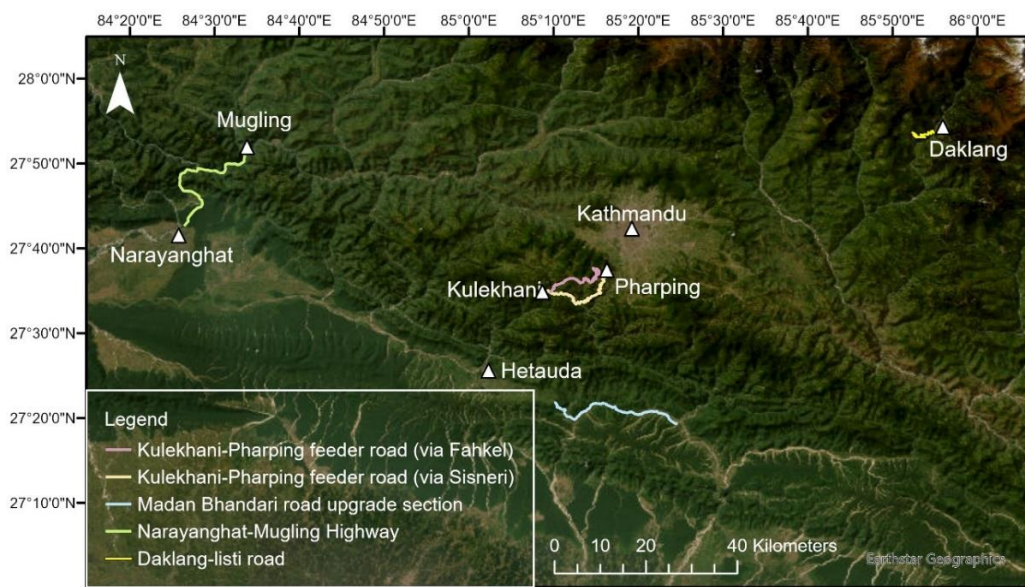 84°20'0"E 84°30'0"E 84°40'0"E 84°50'0"E 85°0'0"E 85°10'0"E 85°20'0"E 85°30'0"E 85°40'0"E 85°50'0"E 86°0'0"E
28°0'0"N
N
Mugling
27°50'0"N
Daklang
Kathmandu
27°40'0"N
Narayanghat
Kulekhani
Pharping
27°30'0"N
Hetauda
27°20'0"N
27°10'0"N
Legend
Kulekhani-Pharping feeder road (via Fahkel)
Kulekhani-Pharping feeder road (via Sisneri)
Madan Bhandari road upgrade section
Narayanghat-Mugling Highway
Daklang-listi road
0 10 20 40 Kilometers
Earthstar Geographics